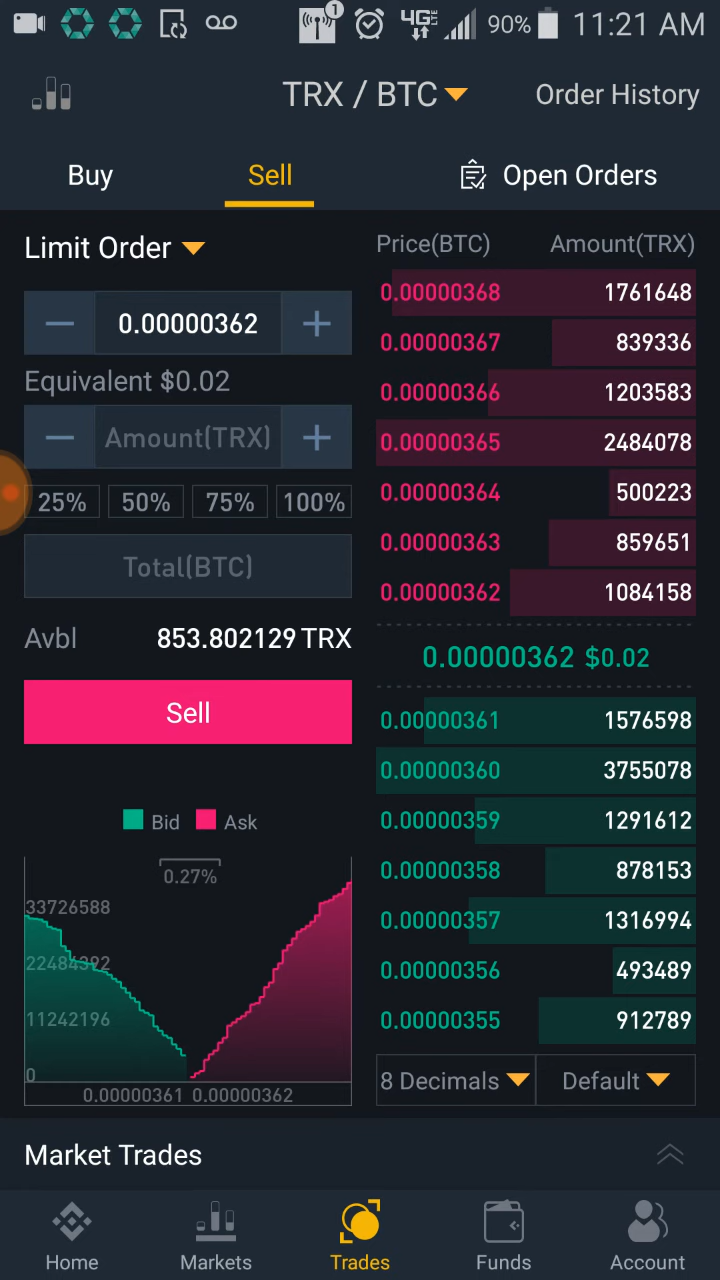 1
4G LTE 90% 11:21 AM
TRX / BTC Order History
Buy Sell Open Orders
Limit Order
0.00000362
Equivalent $0.02
Amount(TRX)
25% 50% 75% 100%
Total(BTC)
Avbl 853.802129 TRX
Sell
Bid Ask
0.27%
33726588
22484392
11242196
0
0.00000361 0.00000362
Price(BTC) Amount(TRX)
0.00000368 1761648
0.00000367 839336
0.00000366 1203583
0.00000365 2484078
0.00000364 500223
0.00000363 859651
0.00000362 1084158
0.00000362 $0.02
0.00000361 1576598
0.00000360 3755078
0.00000359 1291612
0.00000358 878153
0.00000357 1316994
0.00000356 493489
0.00000355 912789
8 Decimals Default
Market Trades
Home Markets Trades Funds Account